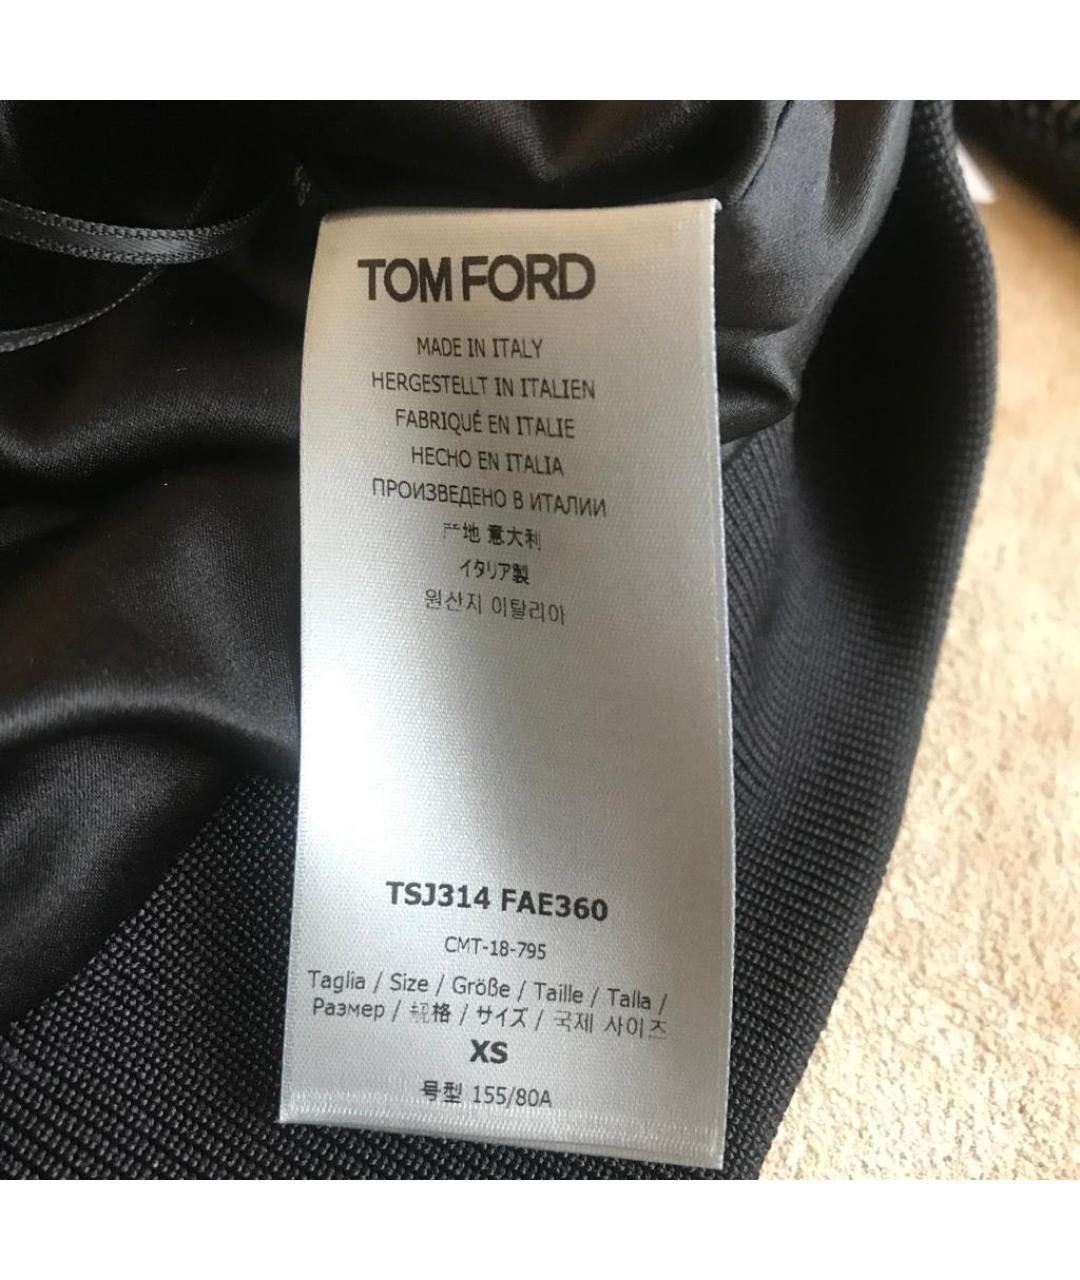 TOM FORD
MADE IN ITALY
HERGESTELLT IN ITALIEN
FABRIQUÉ EN ITALIE
HECHO EN ITALIA
ПРОИЗВЕДЕНО В ИТАЛИИ
产地 意大利
イタリア製
원산지 이탈리아
TSJ314 FAE360
CMT-18-795
Taglia / Size / Größe / Taille / Talla /
Размер / 规格 / サイズ / 국제 사이즈
XS
号型 155/80A